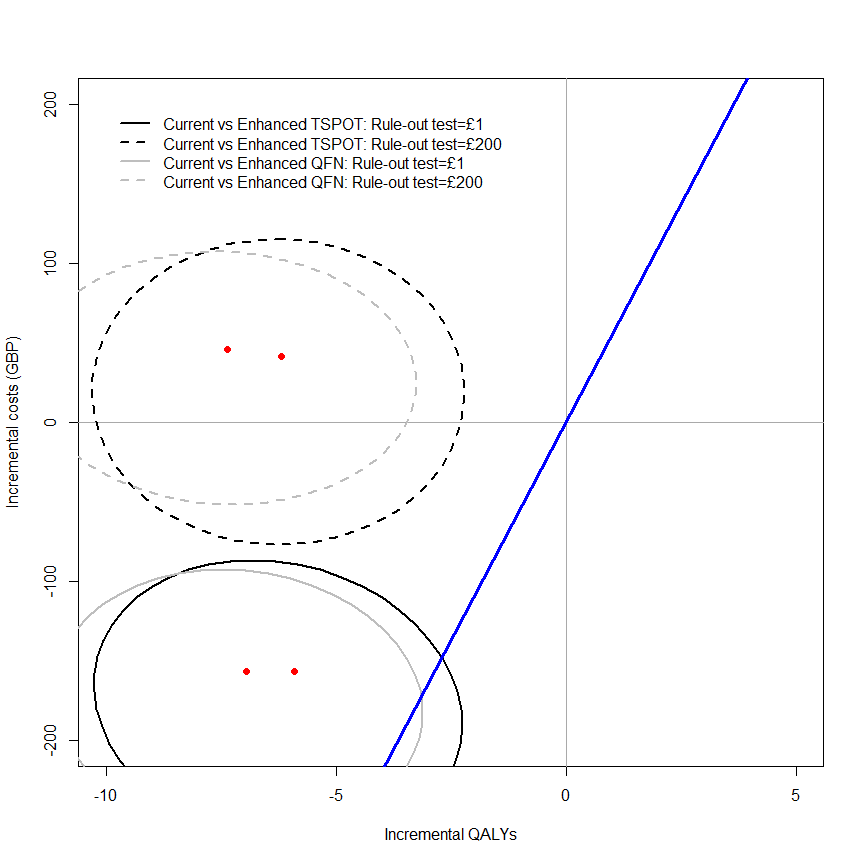 Current vs Enhanced TSPOT: Rule-out test=£1
Current vs Enhanced TSPOT: Rule-out test=£200
Current vs Enhanced QFN: Rule-out test=£1
Current vs Enhanced QFN: Rule-out test=£200
200
100
0
-100
-200
Incremental costs (GBP)
-10
-5
0
5
Incremental QALYs